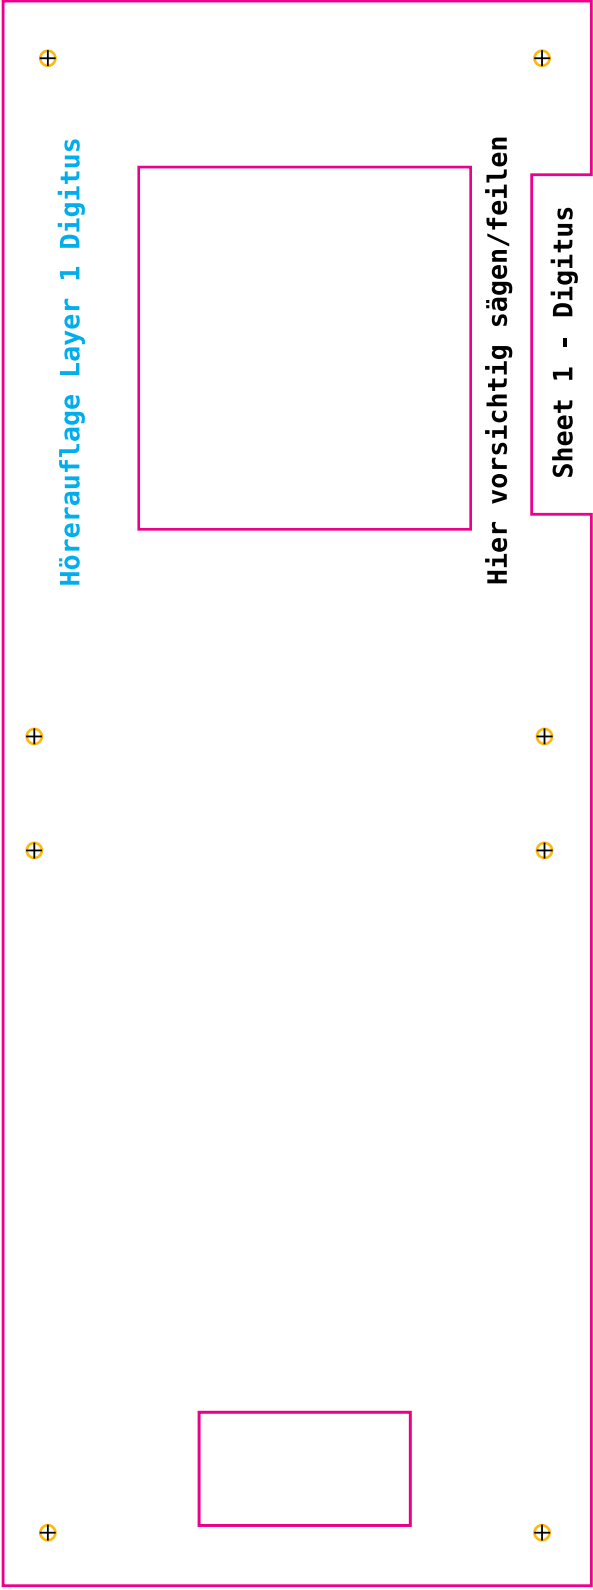 Hörerauflage Layer 1 Digitus
Hier vorsichtig sägen/feilen
Sheet 1 - Digitus